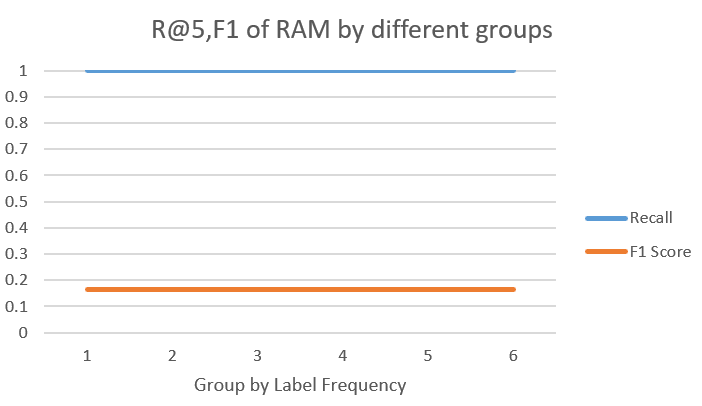 R@5,F1 of RAM by different groups
1
0.9
0.8
0.7
0.6
0.5
0.4
0.3
0.2
0.1
0
1 2 3 4 5 6
Group by Label Frequency
Recall
F1 Score